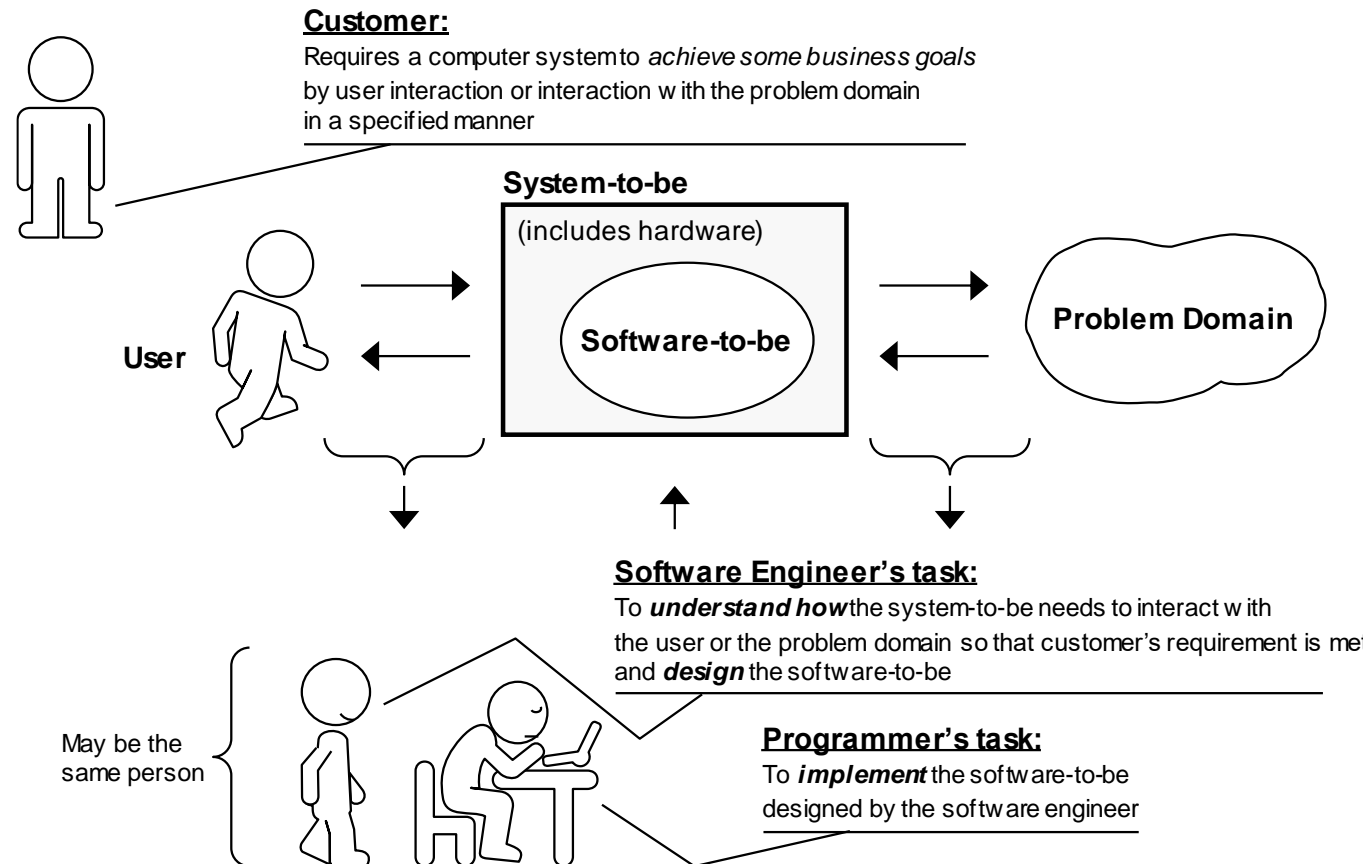 Customer:
Requires a computer system to achieve some business goals
by user interaction or interaction with the problem domain
in a specified manner
System-to-be
(includes hardware)
Software-to-be
Problem Domain
User
Software Engineer’s task:
To understand how the system-to-be needs to interact with
the user or the problem domain so that customer’s requirement is met
and design the software-to-be
May be the
same person
Programmer’s task:
To implement the software-to-be
designed by the software engineer